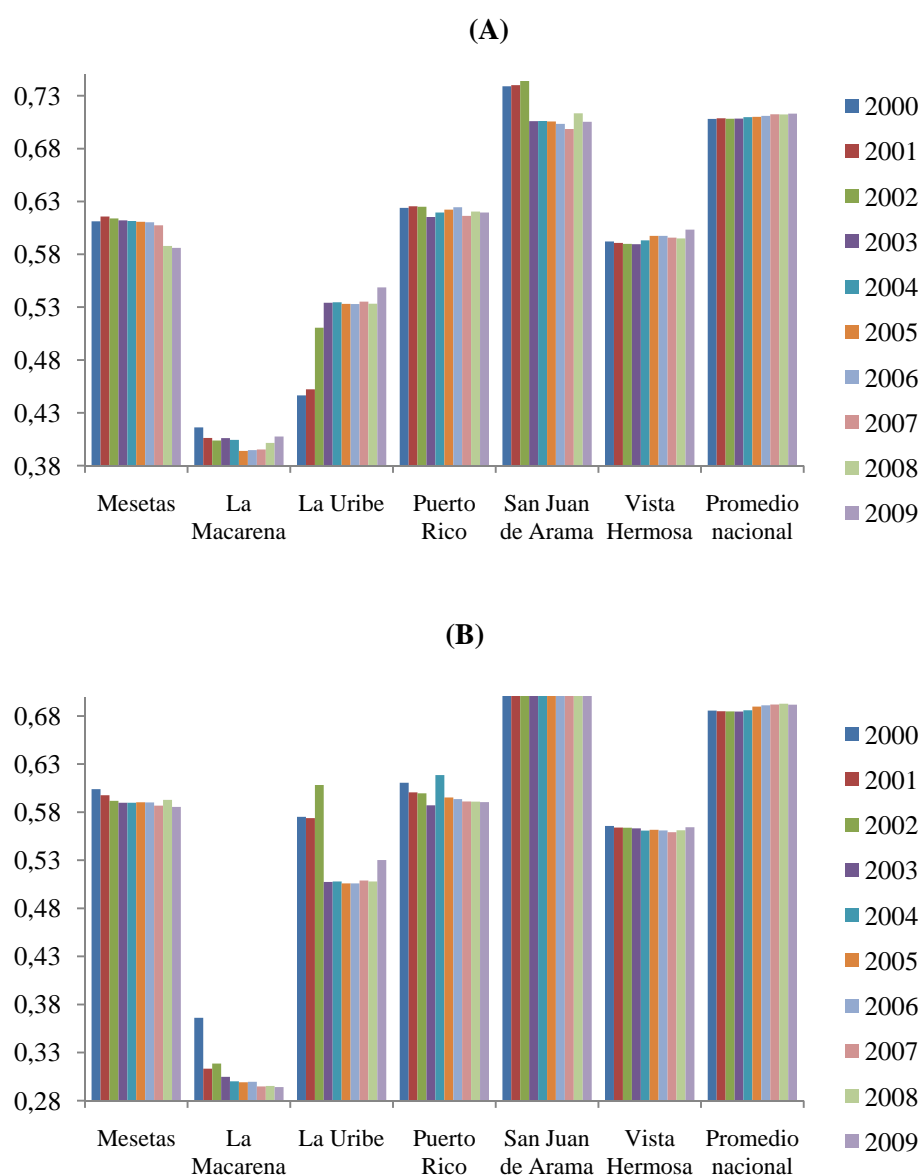 (A)
0,73
0,68
0,63
0,58
0,53
0,48
0,43
0,38
Mesetas
La
Macarena
La Uribe
Puerto
Rico
San Juan
de Arama
Vista
Hermosa
Promedio
nacional
2000
2001
2002
2003
2004
2005
2006
2007
2008
2009
(B)
0,68
0,63
0,58
0,53
0,48
0,43
0,38
0,33
0,28
Mesetas
La
Macarena
La Uribe
Puerto
Rico
San Juan
de Arama
Vista
Hermosa
Promedio
nacional
2000
2001
2002
2003
2004
2005
2006
2007
2008
2009